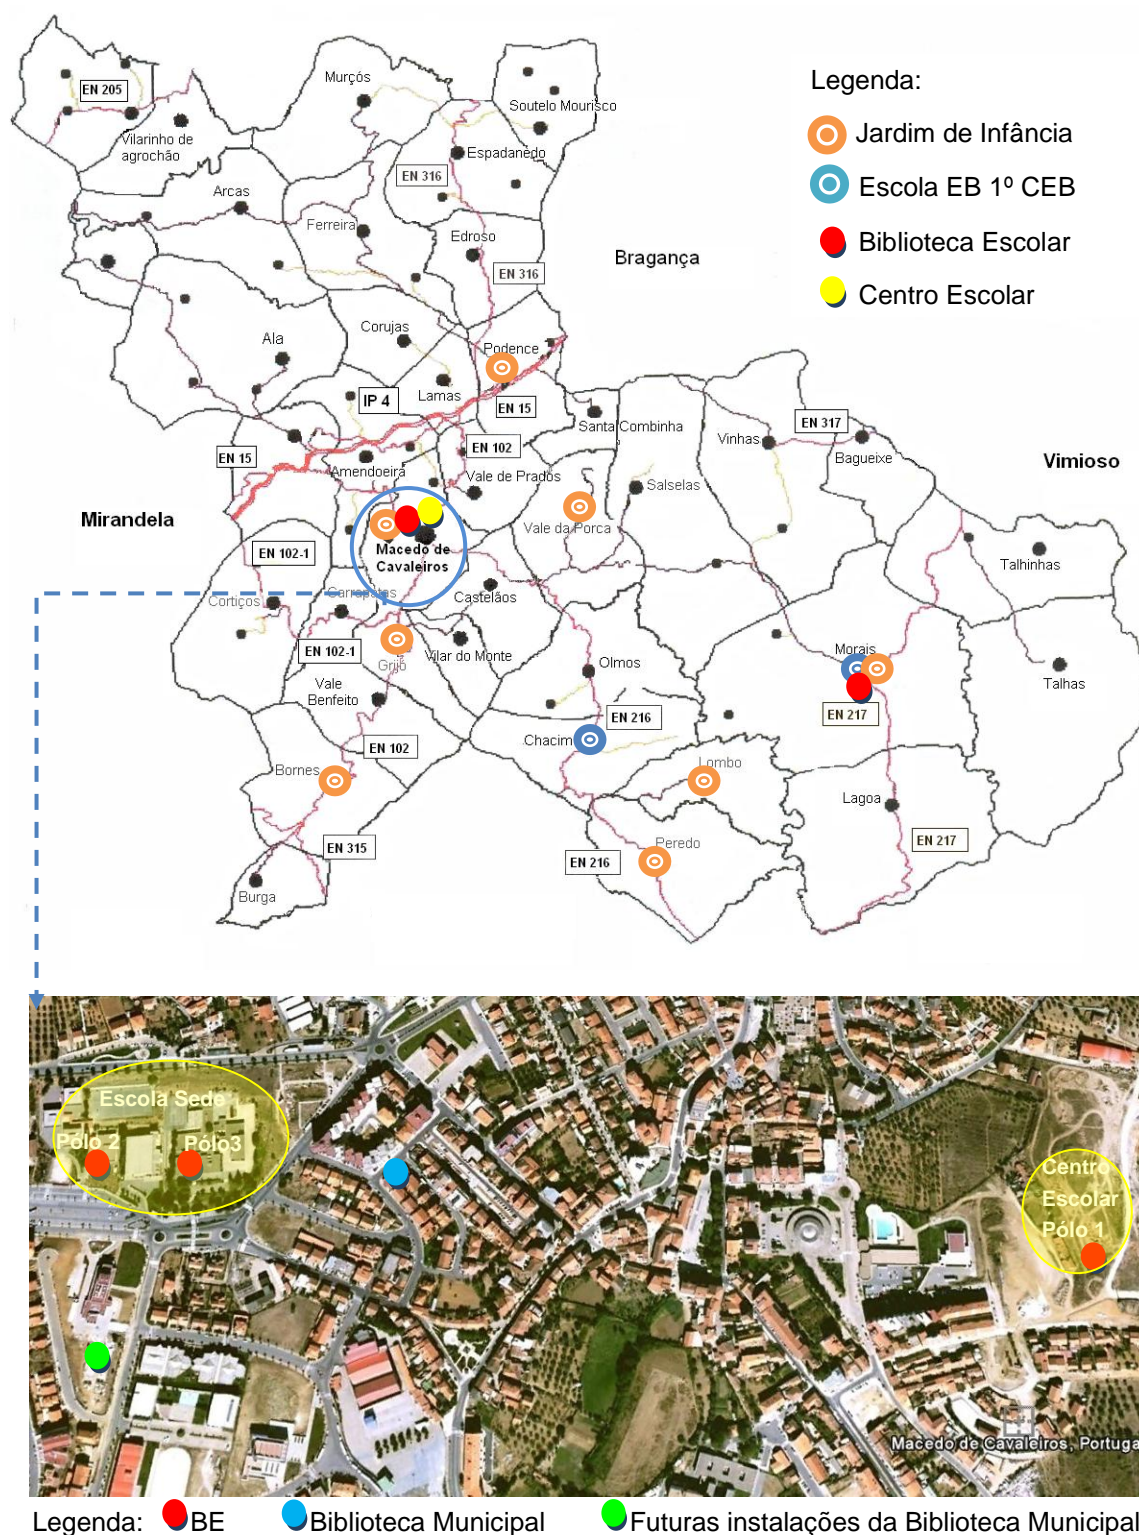 Legenda:
Jardim de Infância
Escola EB 1º CEB
Biblioteca Escolar
Centro Escolar
Murçós
EN 205
Soutelo Mourisco
Vilarinho de
agrochão
Espadanedo
EN 316
Arcas
Ferreira
Edroso
Bragança
EN 316
Corujas
Ala
Podence
Lamas
IP 4
EN 15
Santa Combinha
EN 317
Vinhas
EN 102
EN 15
Bagueixe
Vimioso
Amendoeira
Vale de Prados
Salselas
Mirandela
Vale da Porca
Macedo de
Cavaleiros
EN 102-1
Talhinhas
Castelãos
Carrapatas
Cortiços
EN 102-1
Vilar do Monte
Grijó
Morais
Olmos
Talhas
Vale
Benfeito
EN 216
EN 217
Chacim
EN 102
Bornes
Lombo
Lagoa
EN 315
Peredo
EN 217
EN 216
Burga
Escola Sede
Pólo 2
Pólo3
Centro
Escolar
Pólo 1
Macedo de Cavaleiros, Portuga
Legenda:
BE
Biblioteca Municipal
Futuras instalações da Biblioteca Municipal